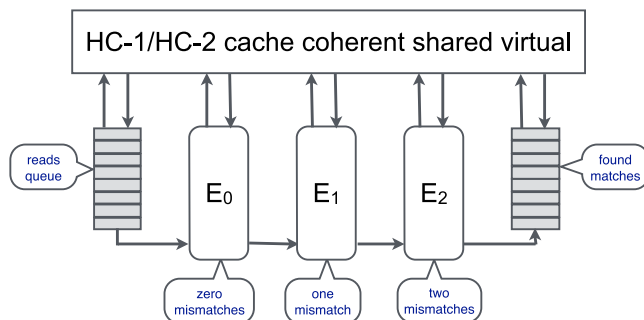 HC-1/HC-2 cache coherent shared virtual
reads
queue
E0
E1
E2
found
matches
zero
mismatches
one
mismatch
two
mismatches